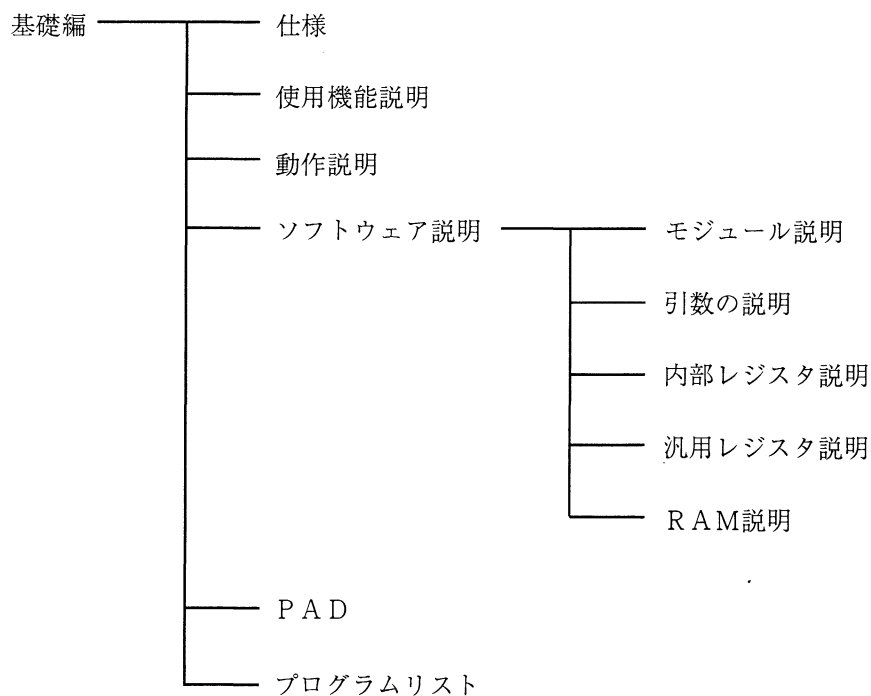 基礎編
仕様
使用機能説明
動作説明
ソフトウェア説明
モジュール説明
引数の説明
内部レジスタ説明
汎用レジスタ説明
RAM説明
PAD
プログラムリスト